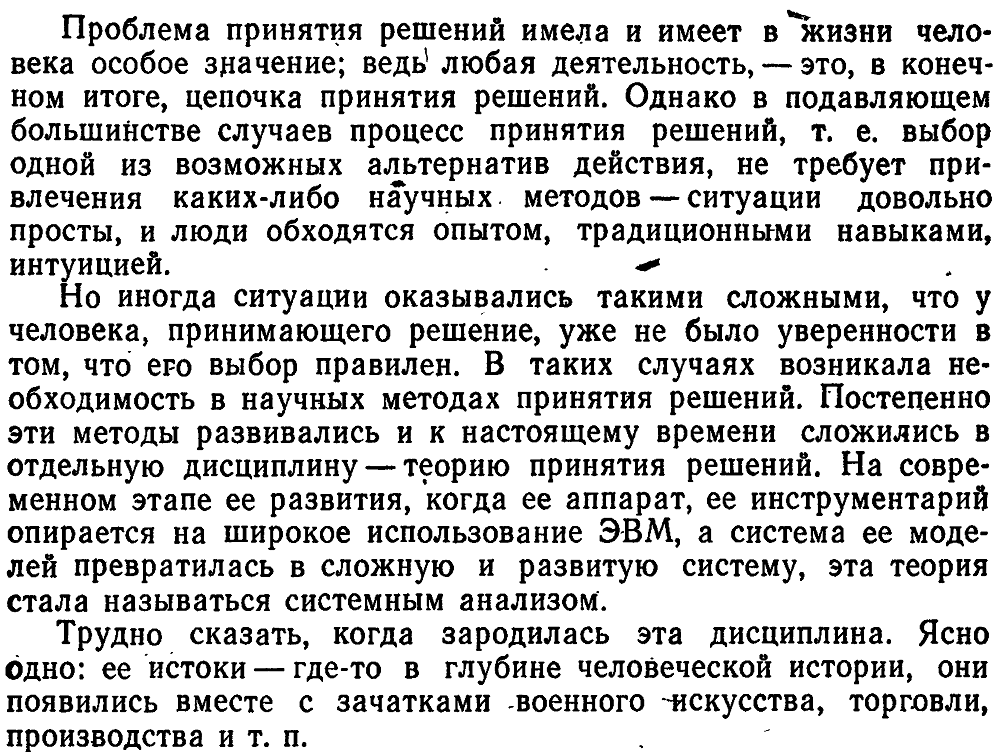 Проблема принятия решений имела и имеет в жизни чело-
века особое значение; ведь любая деятельность, — это, в конеч-
ном итоге, цепочка принятия решений. Однако в подавляющем
большинстве случаев процесс принятия решений, т. е. выбор
одной из возможных альтернатив действия, не требует при-
влечения каких-либо научных методов — ситуации довольно
просты, и люди обходятся опытом, традиционными навыками,
интуицией.
Но иногда ситуации оказывались такими сложными, что у
человека, принимающего решение, уже не было уверенности в
том, что его выбор правилен. В таких случаях возникала не-
обходимость в научных методах принятия решений. Постепенно
эти методы развивались и к настоящему времени сложились в
отдельную дисциплину — теорию принятия решений. На совре-
менном этапе ее развития, когда ее аппарат, ее инструментарий
опирается на широкое использование ЭВМ, а система ее моде-
лей превратилась в сложную и развитую систему, эта теория
стала называться системным анализом.
Трудно сказать, когда зародилась эта дисциплина. Ясно
одно: ее истоки — где-то в глубине человеческой истории, они
появились вместе с зачатками военного искусства, торговли,
производства и т. п.